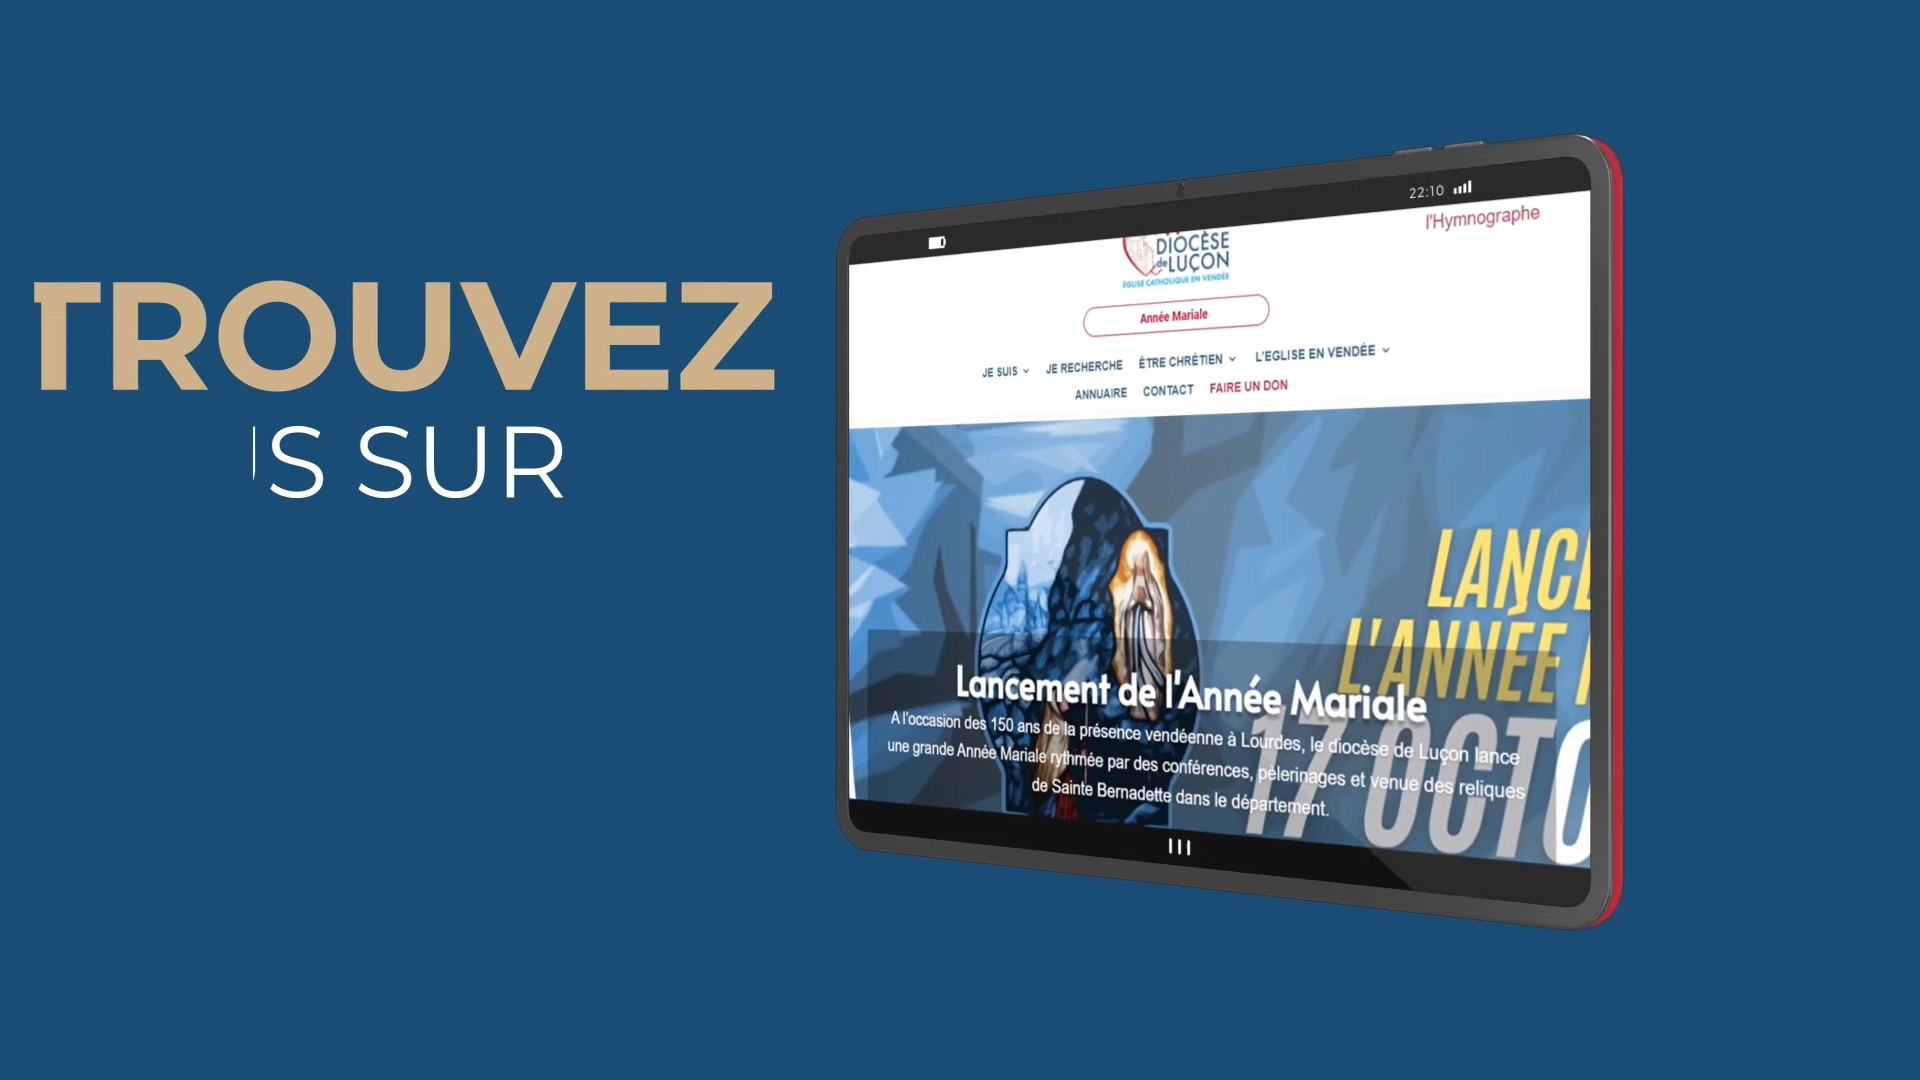 TROUVEZ
S SUR
22:10
l'Hymnographe
DIOCÈSE
de LUÇON
ÉGLISE CATHOLIQUE EN VENDÉE
Année Mariale
JE SUIS JE RECHERCHE ÊTRE CHRÉTIEN L'EGLISE EN VENDÉE
ANNUAIRE CONTACT FAIRE UN DON
LANCE
L'ANNÉE
17 OCTO
Lancement de l'Année Mariale
A l'occasion des 150 ans de la présence vendéenne à Lourdes, le diocèse de Luçon lance
une grande Année Mariale rythmée par des conférences, pèlerinages et venue des reliques
de Sainte Bernadette dans le département.